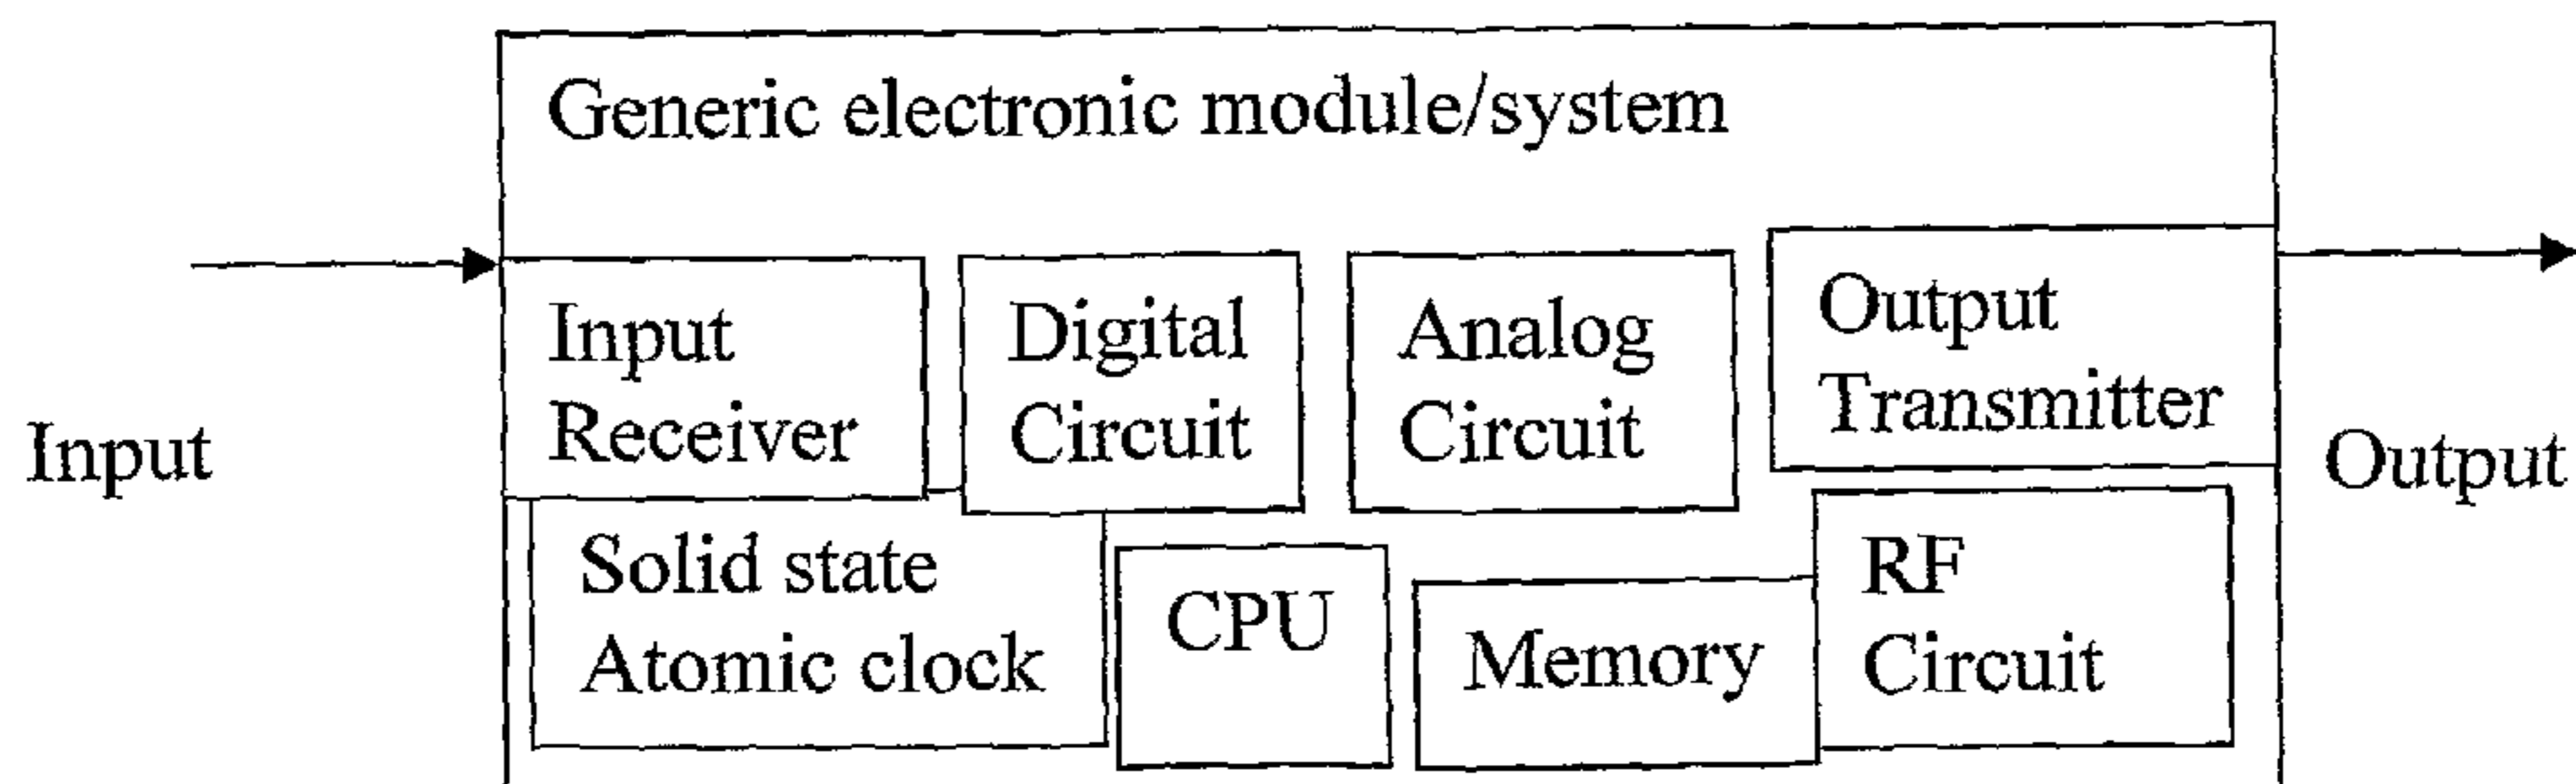 Generic electronic module/system
Input
Receiver
Digital
Circuit
Analog
Circuit
Output
Transmitter
Input
Output
Solid state
Atomic clock
CPU
Memory
RF
Circuit